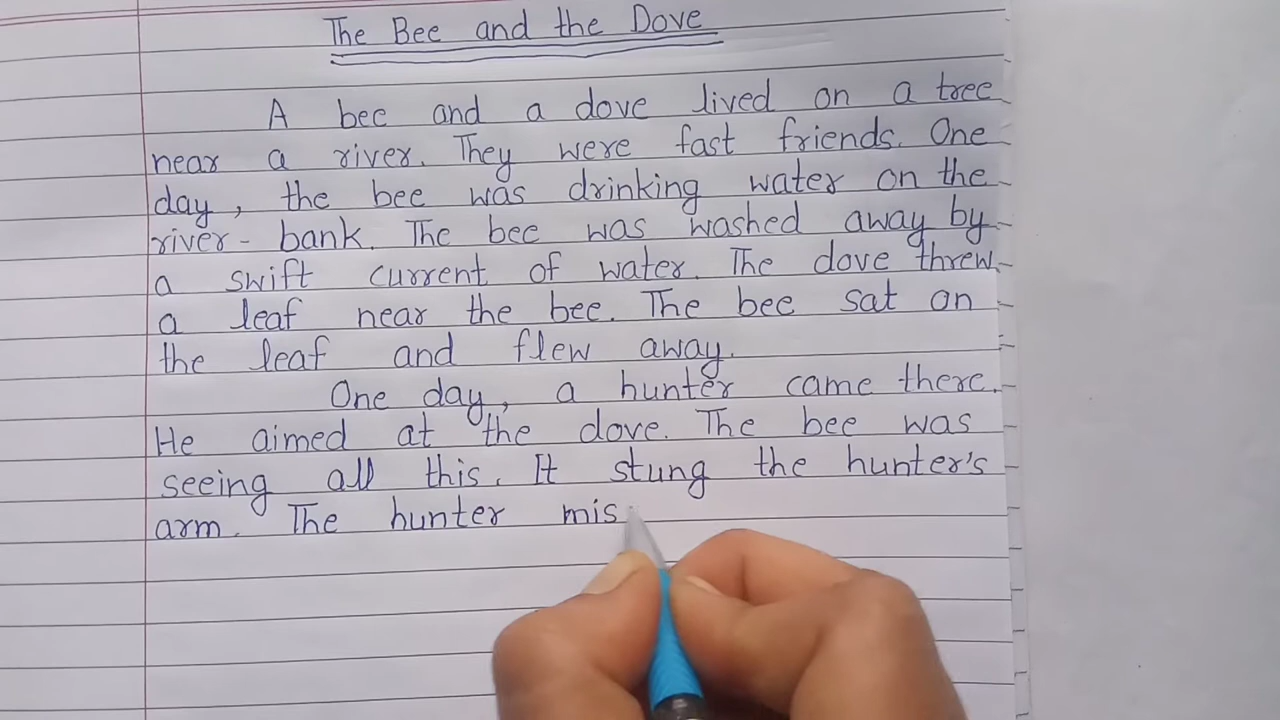 The Bee and the Dove
A bee and a dove lived on a tree
near a river. They were fast friends. One
day, the bee was drinking water on the
river-bank. The bee was washed away by
a swift current of water. The dove threw
a leaf near the bee. The bee sat on
the leaf and flew away.
One day, a hunter came there.
He aimed at the dove. The bee was
seeing all this. It stung the hunter's
arm. The hunter mis